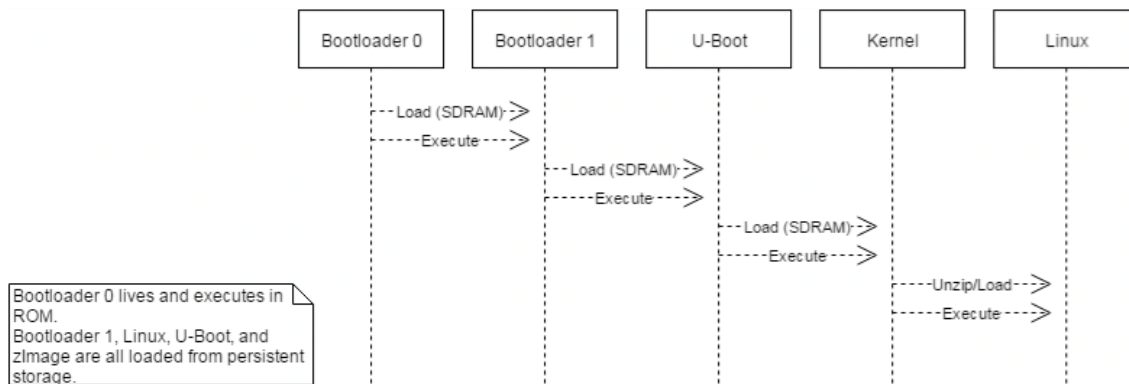 Bootloader 0
Bootloader 1
U-Boot
Kernel
Linux
Load (SDRAM)
Execute
Load (SDRAM)
Execute
Load (SDRAM)
Execute
Unzip/Load
Execute
Bootloader 0 lives and executes in
ROM.
Bootloader 1, Linux, U-Boot, and
zImage are all loaded from persistent
storage.